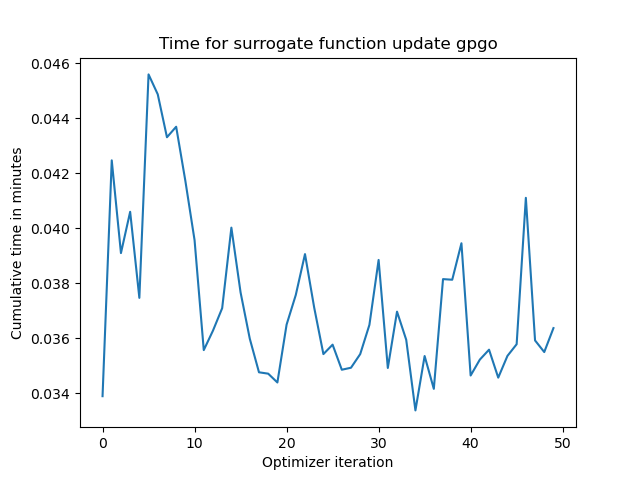 Time for surrogate function update gpgo
Cumulative time in minutes
0.046
0.044
0.042
0.040
0.038
0.036
0.034
0 10 20 30 40 50
Optimizer iteration